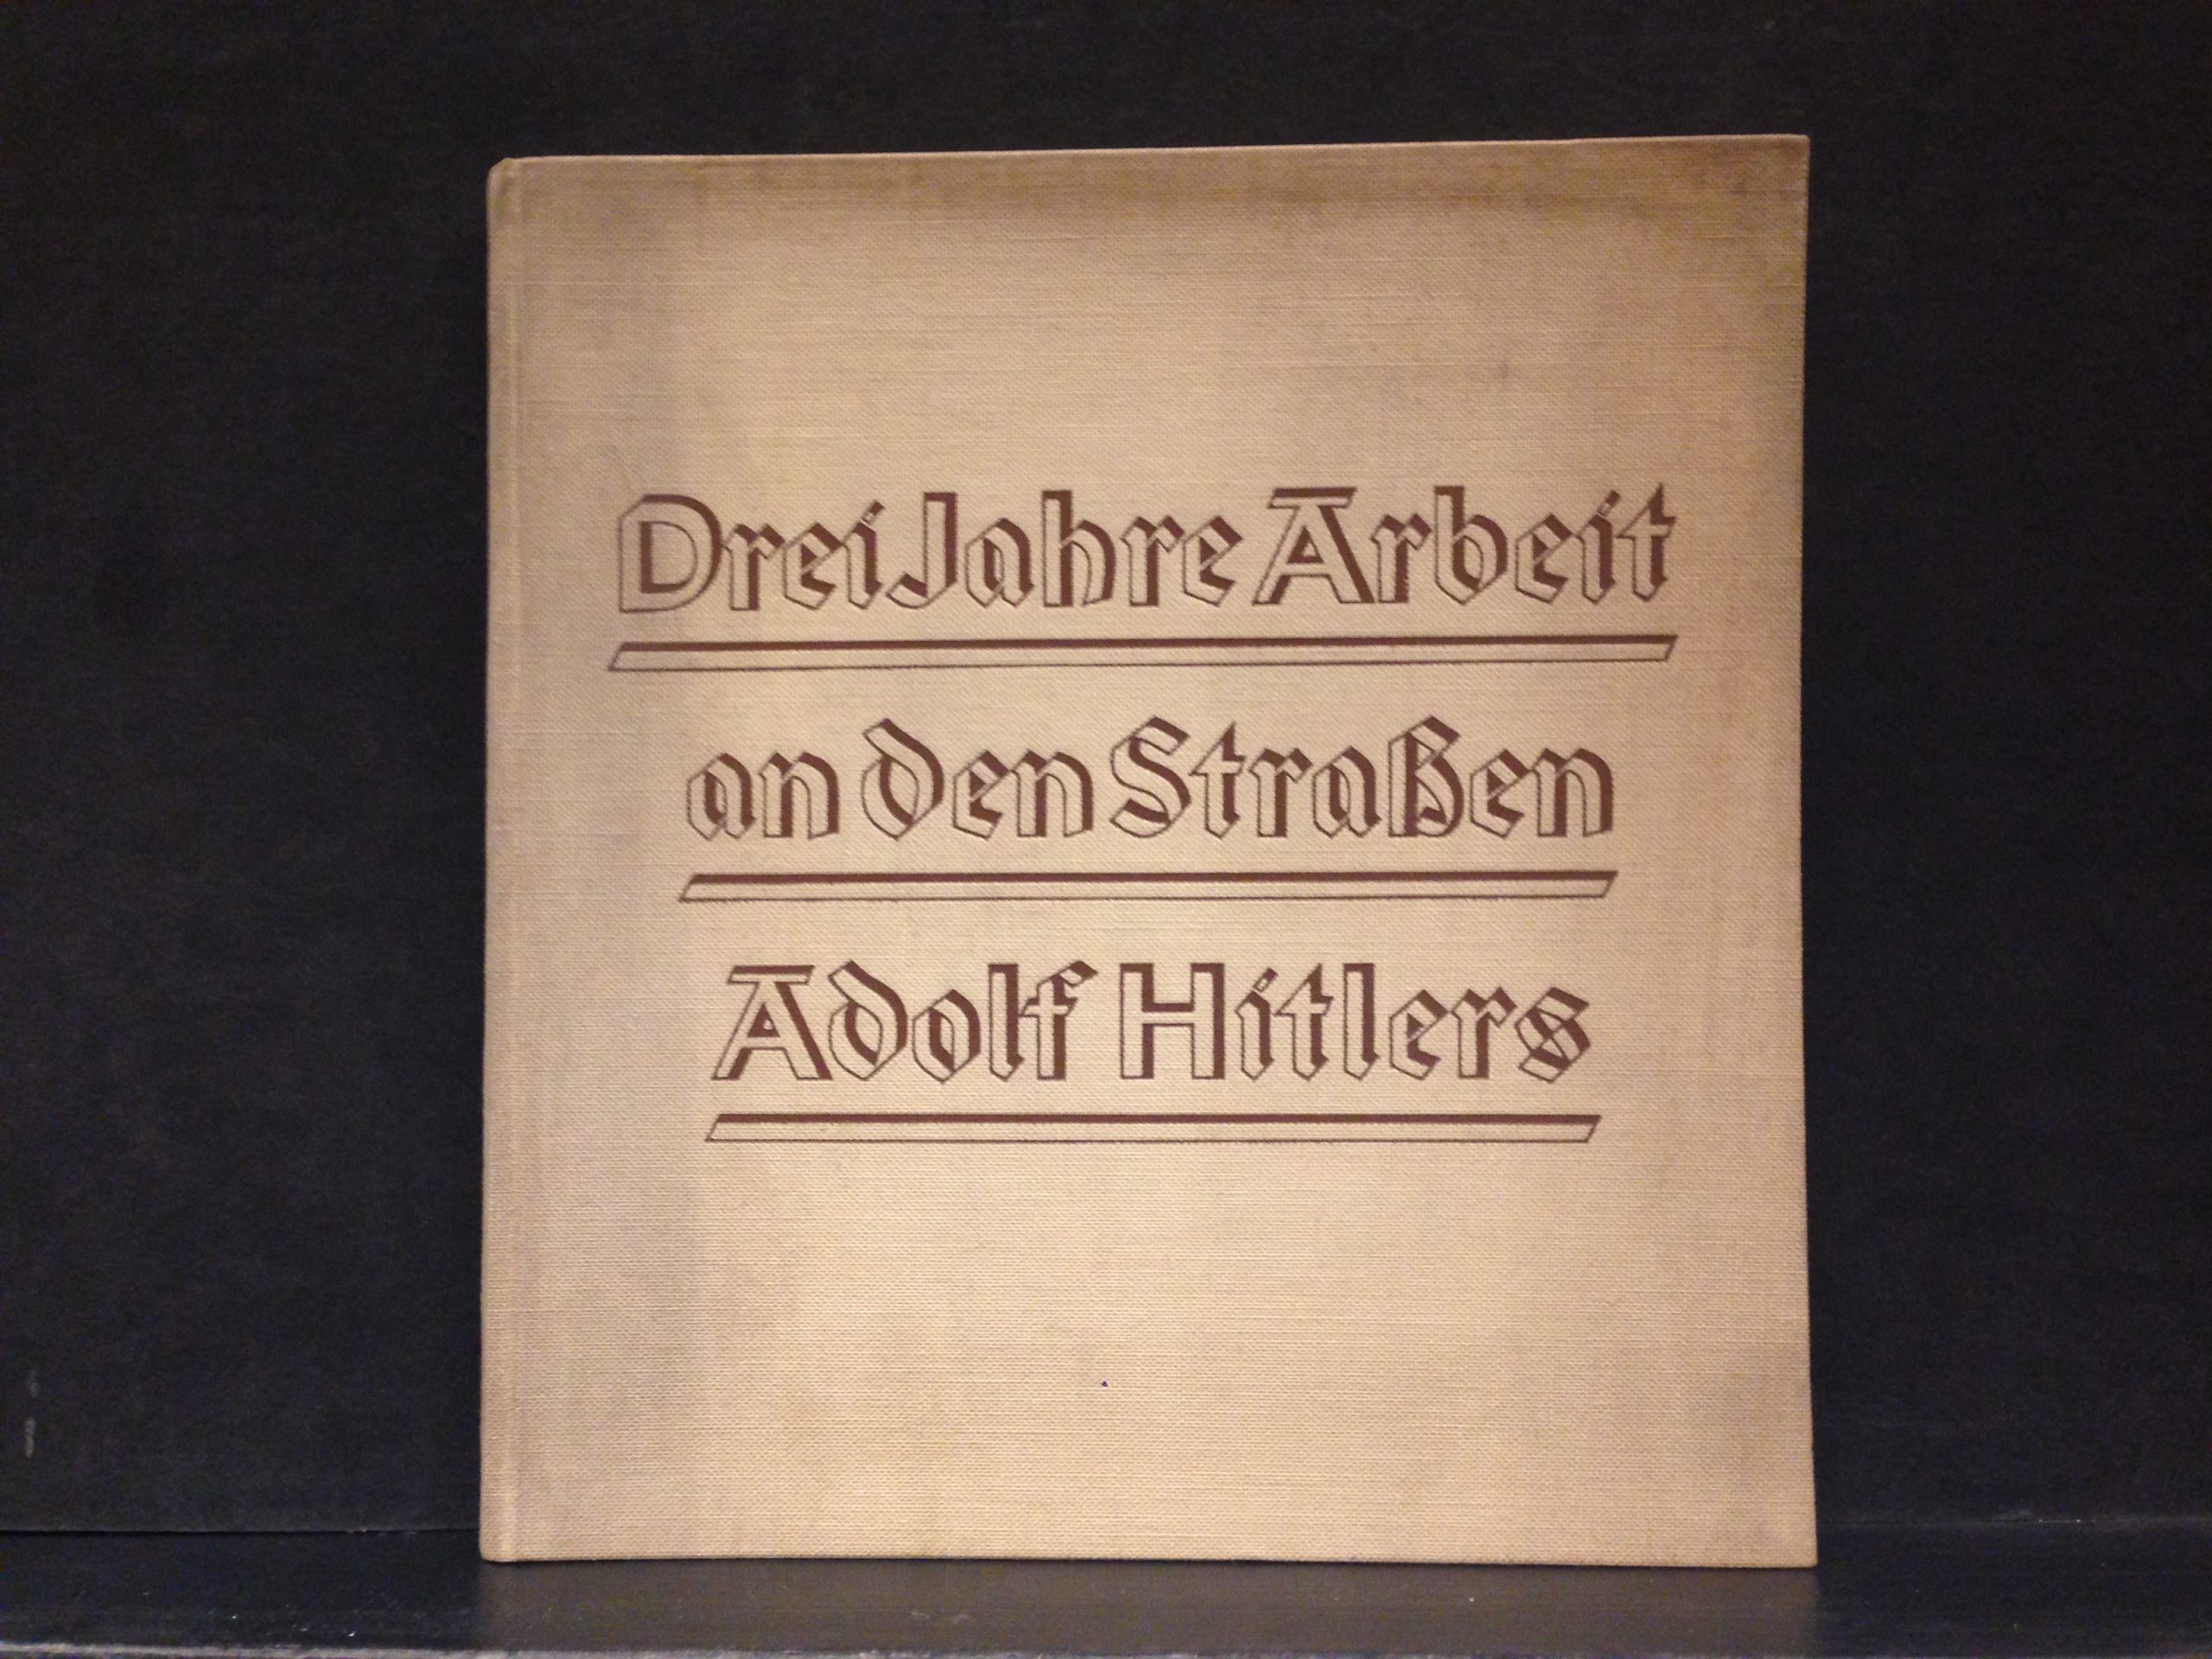 Drei Jahre Arbeit
an den Straßen
Adolf Hitlers